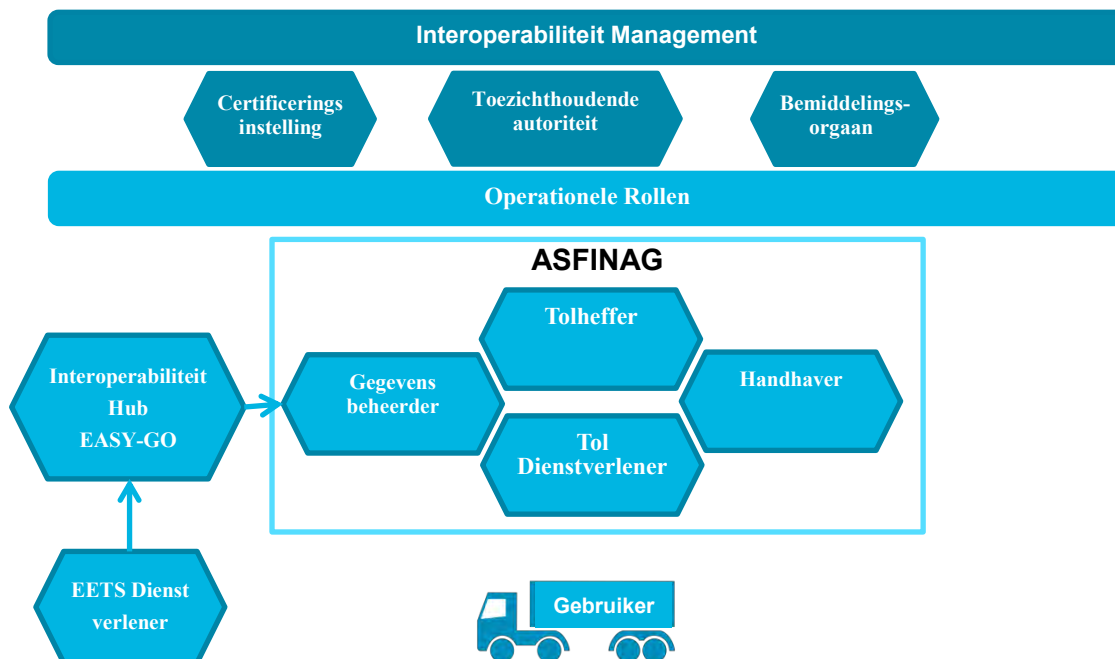 Interoperabiliteit Management
Certificerings
instelling
Toezichthoudende
autoriteit
Bemiddelings-
orgaan
Operationele Rollen
ASFINAG
Tolheffer
Interoperabiliteit
Hub
EASY-GO
Gegevens
beheerder
Handhaver
Tol
Dienstverlener
EETS Dienst
verlener
Gebruiker